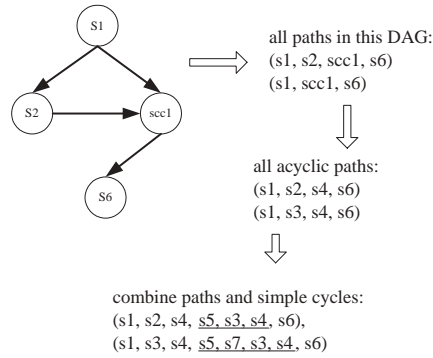 S1
S2
scc1
S6
all paths in this DAG:
(s1, s2, scc1, s6)
(s1, scc1, s6)
all acyclic paths:
(s1, s2, s4, s6)
(s1, s3, s4, s6)
combine paths and simple cycles:
(s1, s2, s4, s5, s3, s4, s6),
(s1, s3, s4, s5, s7, s3, s4, s6)